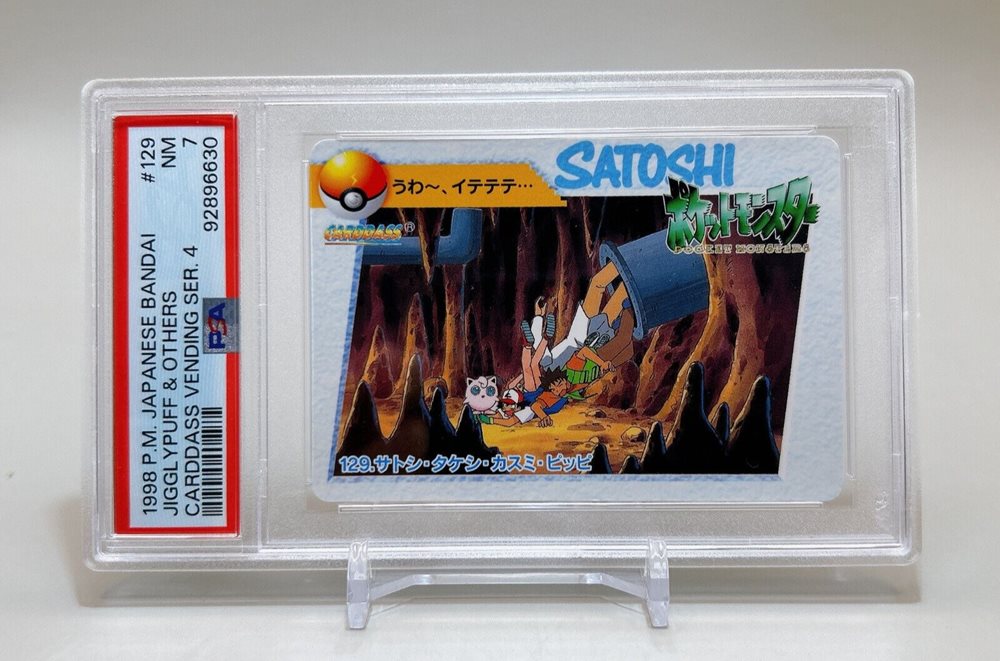 1998 P.M. JAPANESE BANDAI #129
JIGGLYPUFF & OTHERS NM
CARDDASS VENDING SER. 4 7
92896630
PSA
うわ〜、イテテテ…
SATOSHI
CARDDASS®
ポケットモンスター
POCKET MONSTERS
129.サトシ・タケシ・カスミ・ピッピ